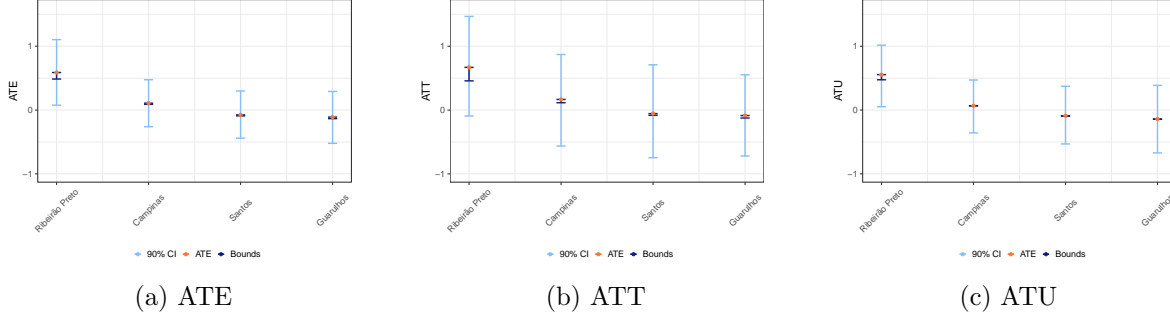 ATE
1
0
−1
Ribeirão Preto
Campinas
Santos
Guarulhos
90% CI ATE Bounds
(a) ATE
ATT
1
0
−1
Ribeirão Preto
Campinas
Santos
Guarulhos
90% CI ATE Bounds
(b) ATT
ATU
1
0
−1
Ribeirão Preto
Campinas
Santos
Guarulhos
90% CI ATE Bounds
(c) ATU